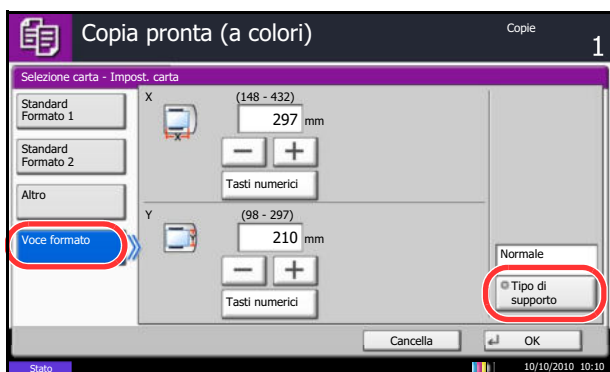 Copia pronta (a colori)
Copie
1
Selezione carta - Impost. carta
Standard
Formato 1
Standard
Formato 2
Altro
Voce formato
X
(148 - 432)
297 mm
X
Tasti numerici
Y
(98 - 297)
210 mm
Y
Tasti numerici
Normale
Tipo di
supporto
Cancella
OK
Stato
10/10/2010 10:10